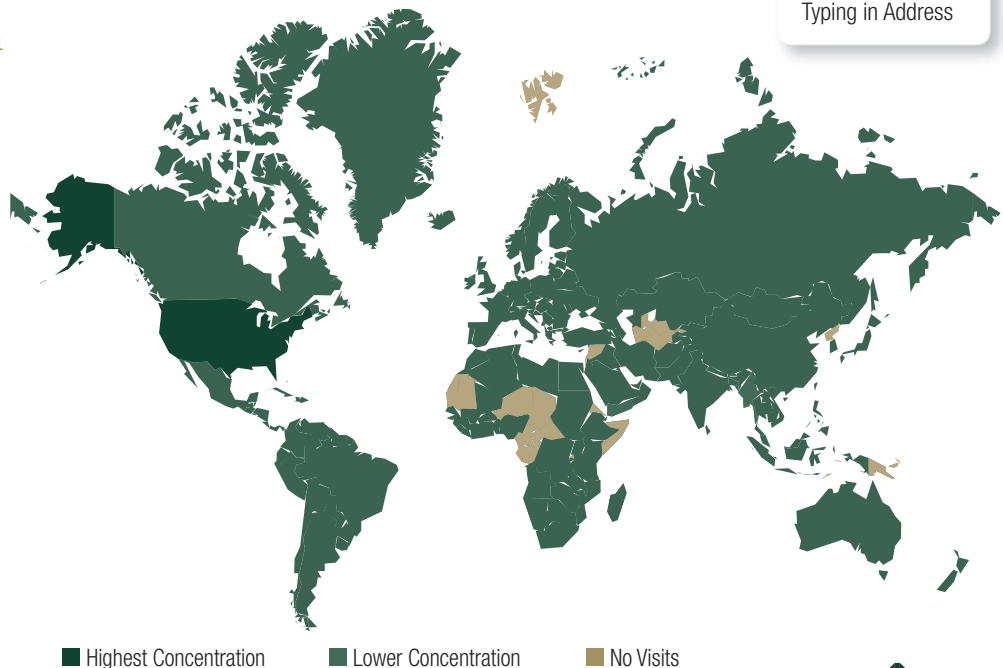 Typing in Address
Highest Concentration
Lower Concentration
No Visits